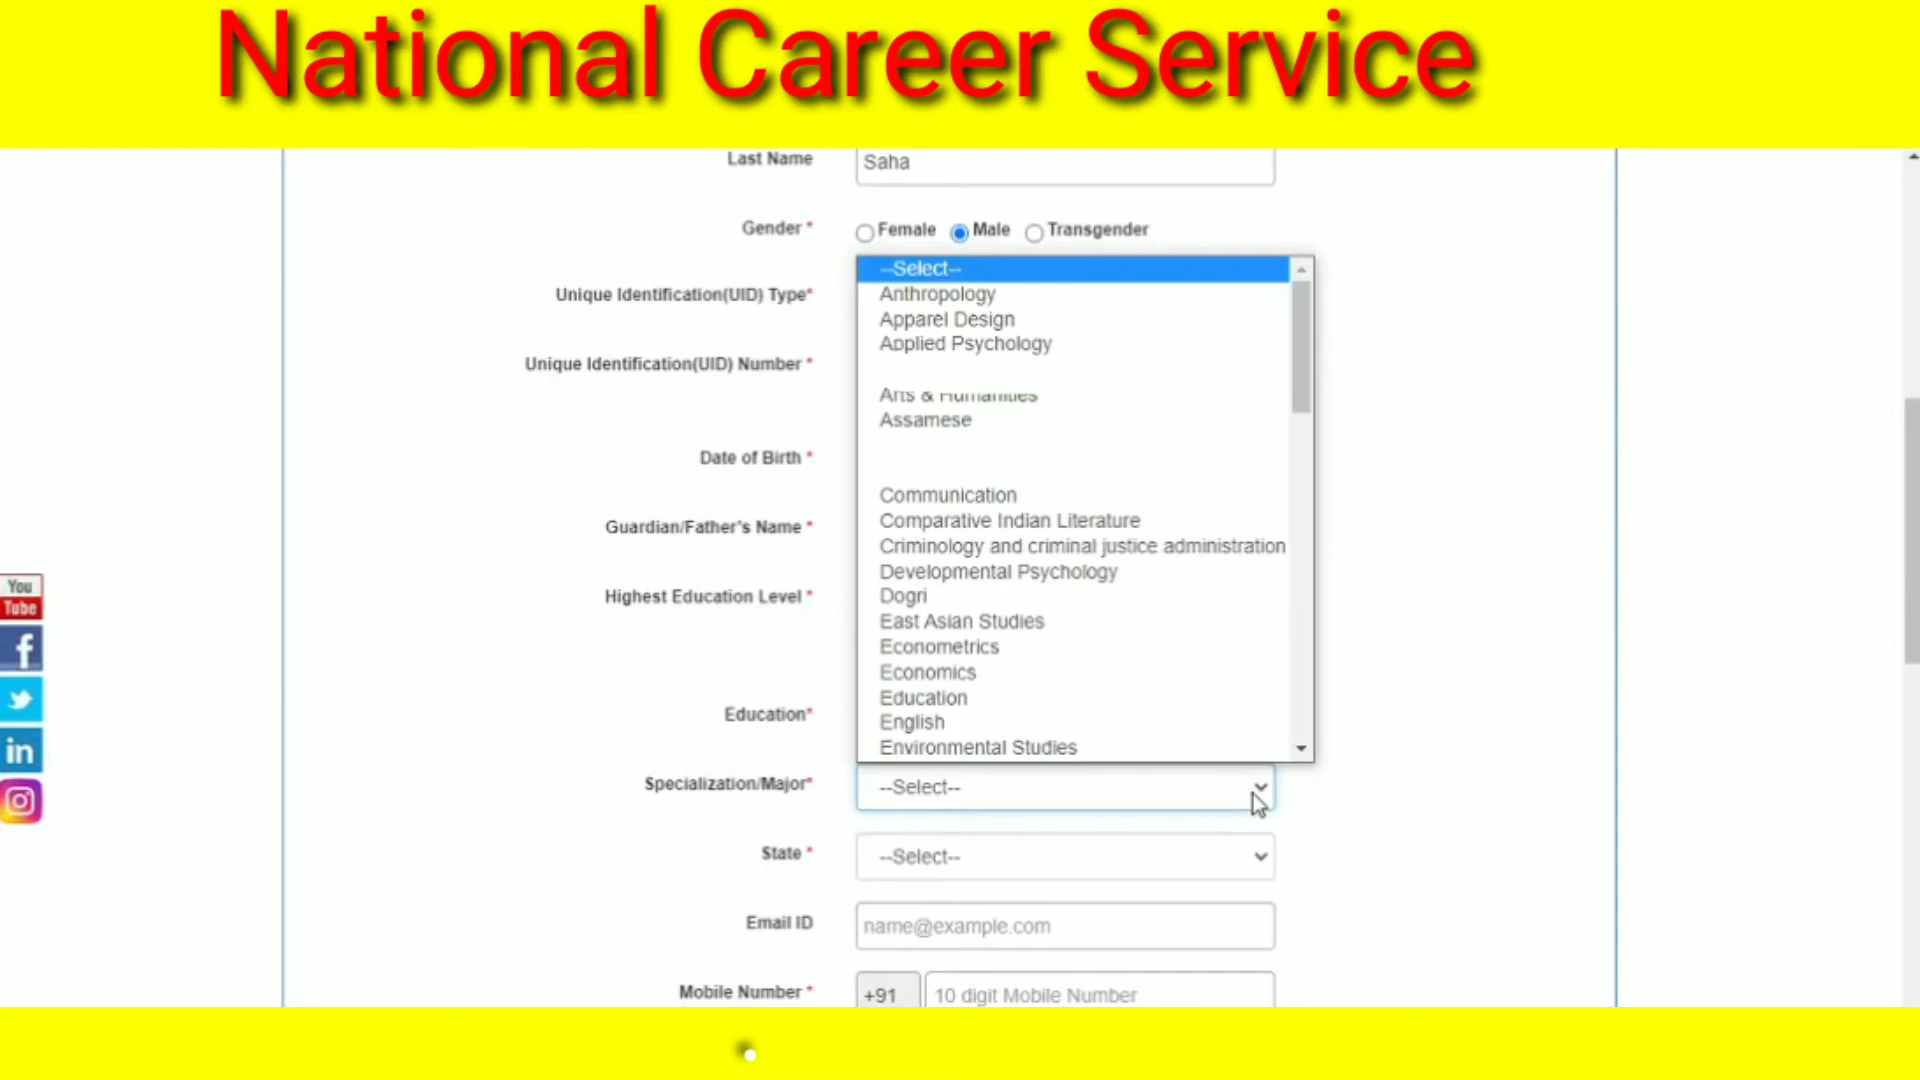 National Career Service
Last Name
Saha
Gender *
Female
Male
Transgender
--Select--
Unique Identification(UID) Type*
Anthropology
Apparel Design
Applied Psychology
Unique Identification(UID) Number *
Arts & Humanities
Assamese
Date of Birth *
Communication
Comparative Indian Literature
Guardian/Father's Name *
Criminology and criminal justice administration
Developmental Psychology
Dogri
Highest Education Level *
East Asian Studies
Econometrics
Economics
Education
English
Education*
Environmental Studies
Specialization/Major*
--Select--
State *
--Select--
Email ID
name@example.com
Mobile Number *
+91
10 digit Mobile Number
You
Tube
f
in